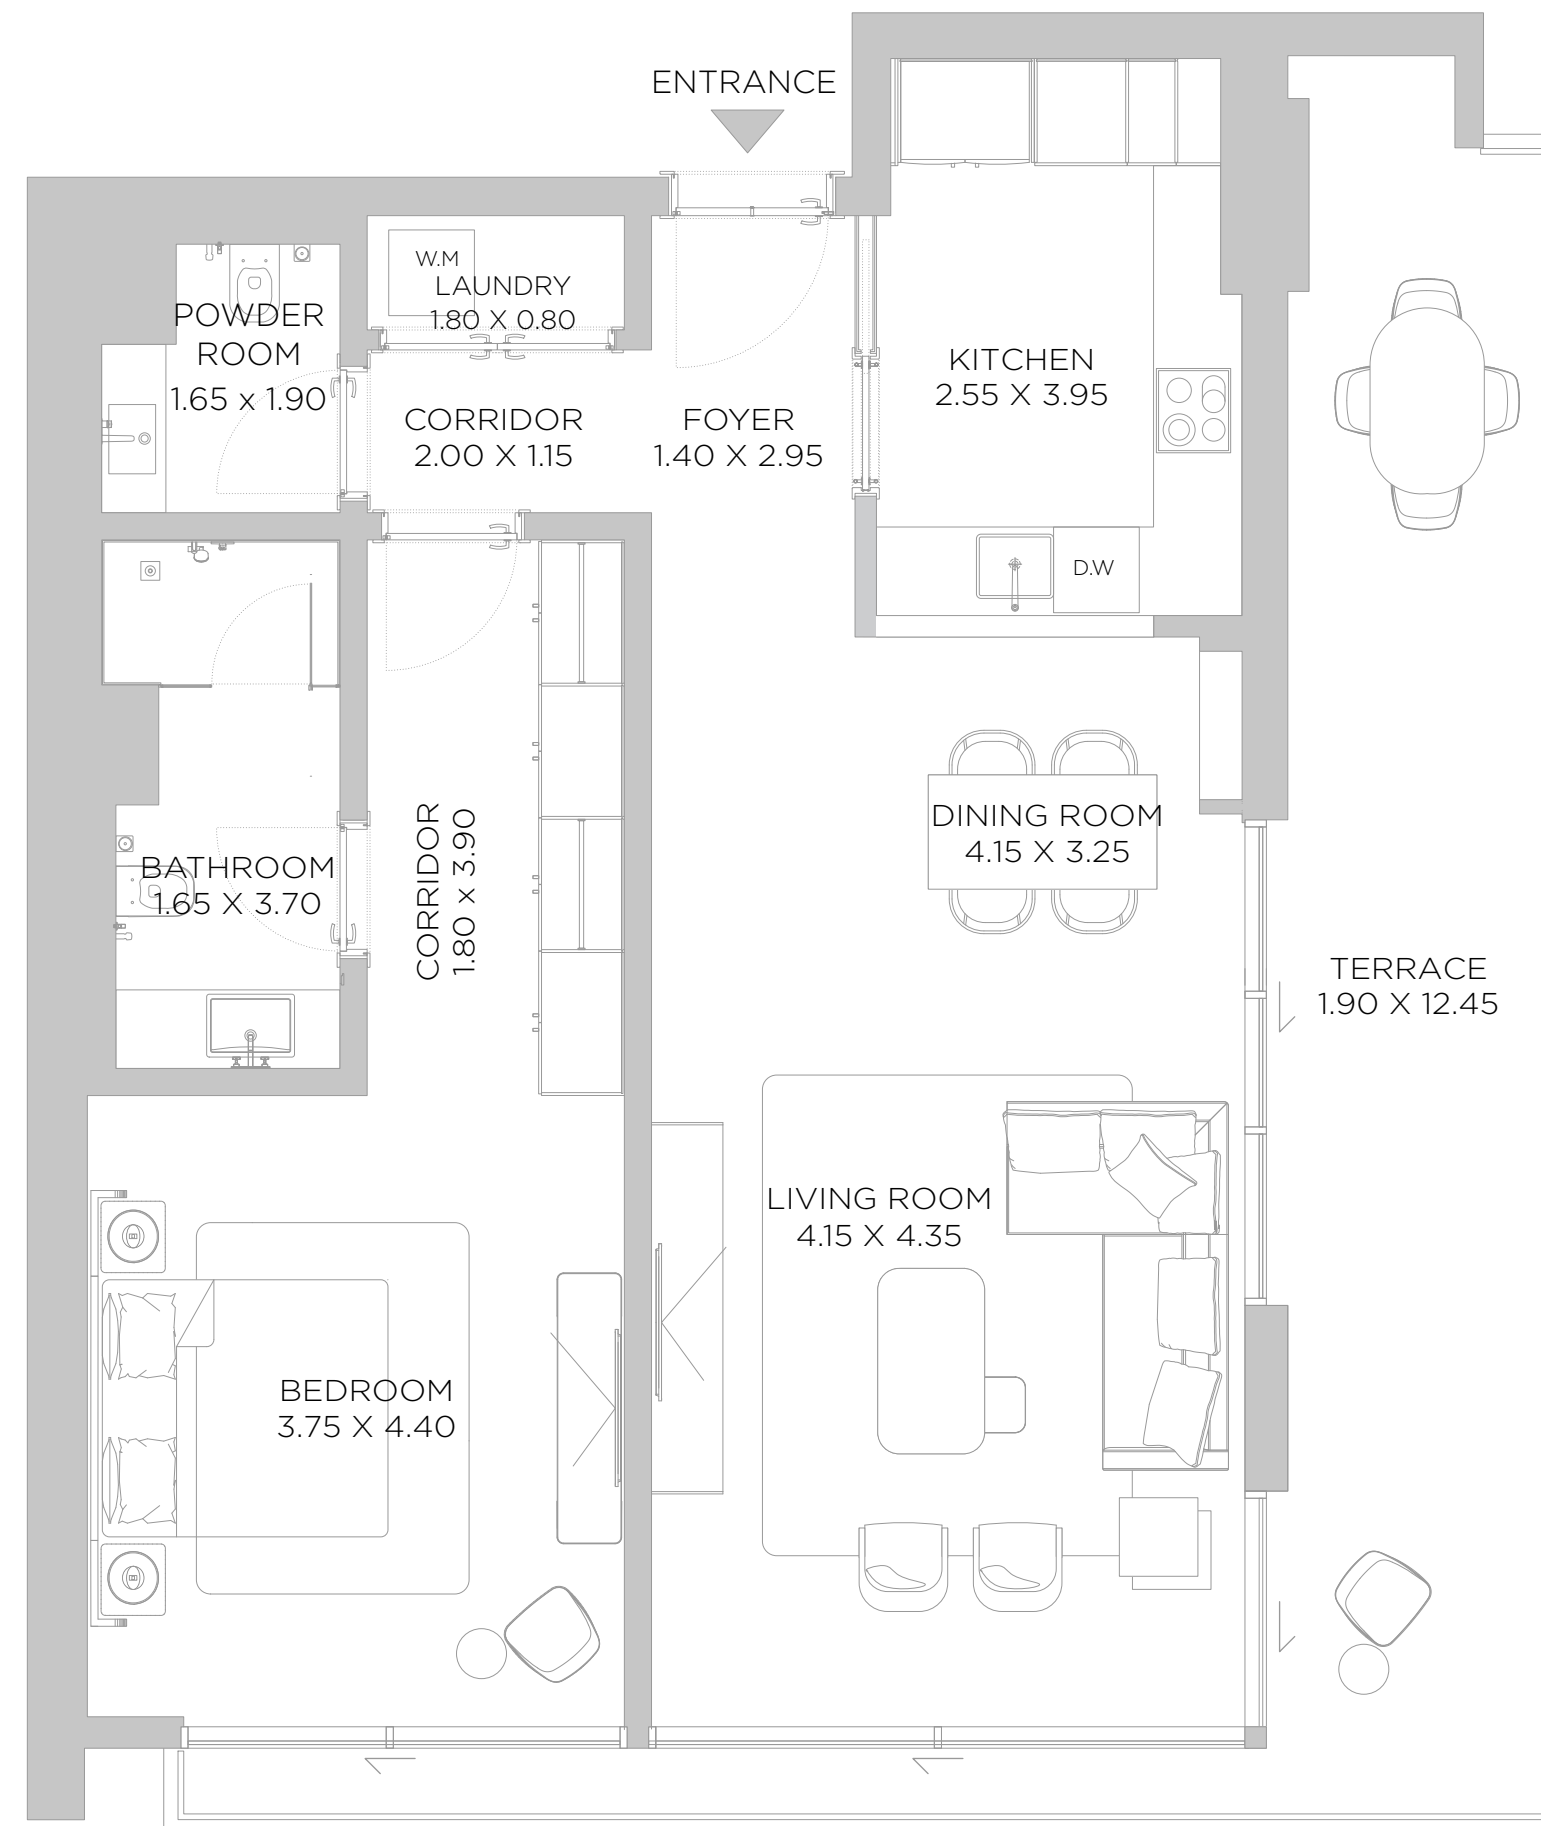 ENTRANCE
W.M
LAUNDRY
1.80 X 0.80
POWDER
ROOM
1.65 x 1.90
CORRIDOR
2.00 X 1.15
FOYER
1.40 X 2.95
KITCHEN
2.55 X 3.95
D.W
BATHROOM
1.65 X 3.70
CORRIDOR
1.80 x 3.90
DINING ROOM
4.15 X 3.25
TERRACE
1.90 X 12.45
LIVING ROOM
4.15 X 4.35
BEDROOM
3.75 X 4.40